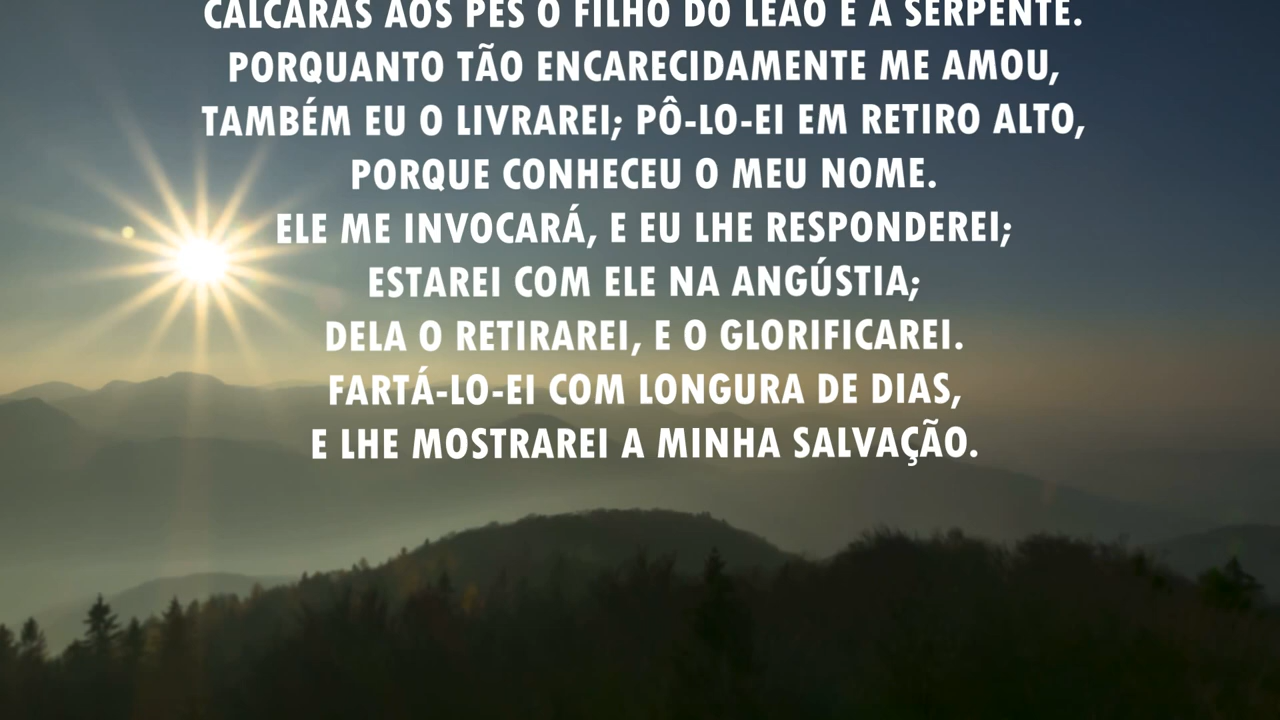 CALCARÁS AOS PÉS O FILHO DO LEÃO E A SERPENTE.
PORQUANTO TÃO ENCARECIDAMENTE ME AMOU,
TAMBÉM EU O LIVRAREI; PÔ-LO-EI EM RETIRO ALTO,
PORQUE CONHECEU O MEU NOME.
ELE ME INVOCARÁ, E EU LHE RESPONDEREI;
ESTAREI COM ELE NA ANGÚSTIA;
DELA O RETIRAREI, E O GLORIFICAREI.
FARTÁ-LO-EI COM LONGURA DE DIAS,
E LHE MOSTRAREI A MINHA SALVAÇÃO.